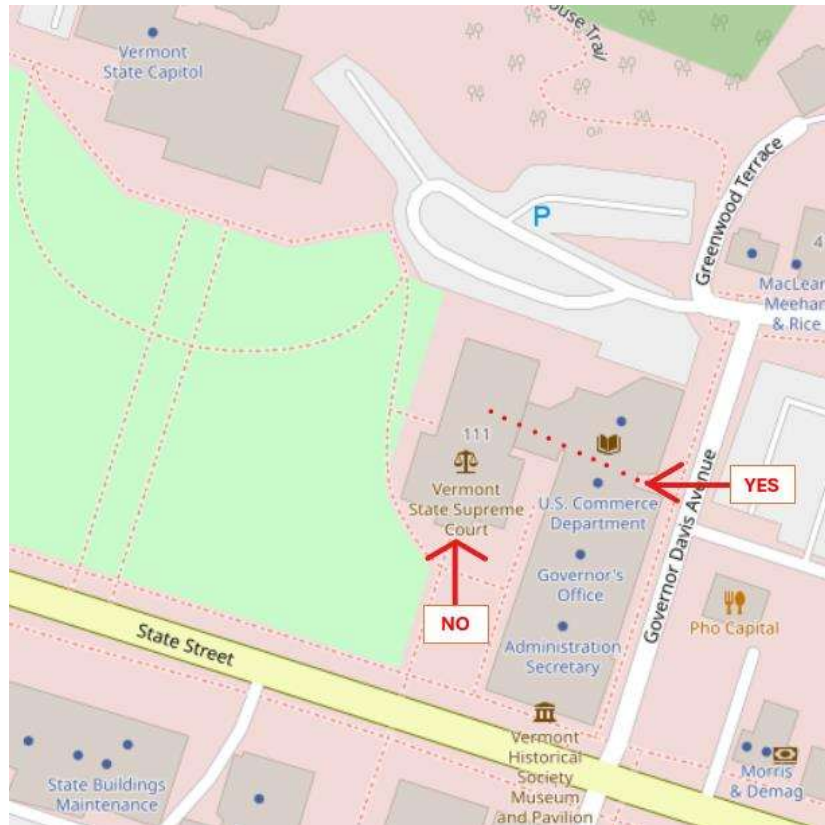 Vermont
State Capitol
ouse Trail
P
Greenwood Terrace
4
MacLean
Meehan
& Rice
111
Vermont
State Supreme
Court
U.S. Commerce
Department
YES
Governor's
Office
NO
Governor Davis Avenue
Pho Capital
Administration
Secretary
State Street
Vermont
Historical
Society
Museum
and Pavilion
State Buildings
Maintenance
Morris
& Demag